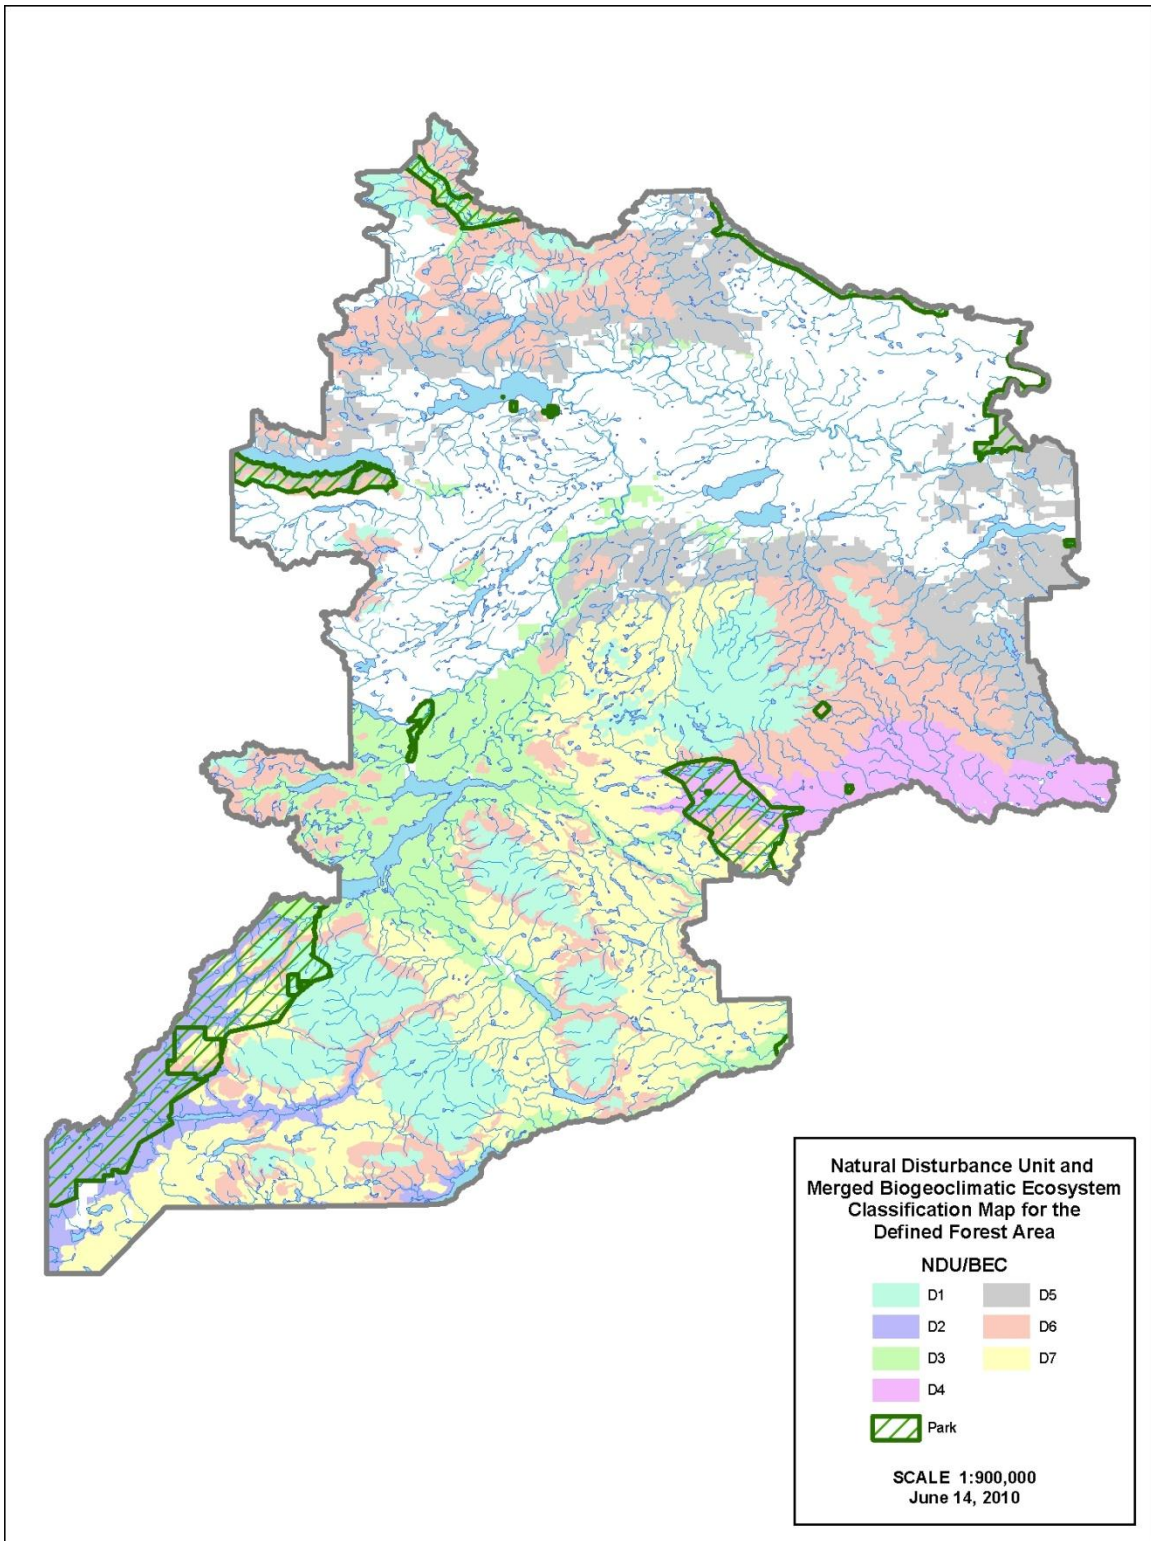 Natural Disturbance Unit and
Merged Biogeoclimatic Ecosystem
Classification Map for the
Defined Forest Area
NDU/BEC
D1 D5
D2 D6
D3 D7
D4
Park
SCALE 1:900,000
June 14, 2010